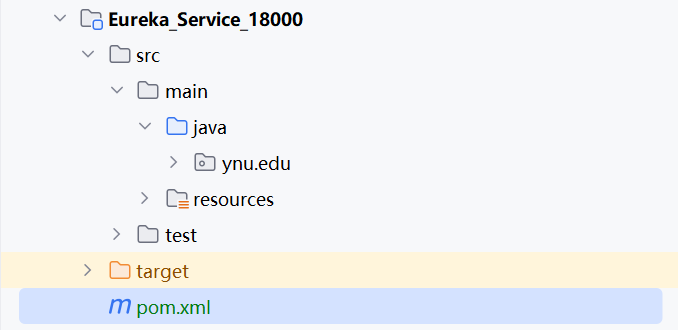 Eureka_Service_18000
src
main
java
ynu.edu
resources
test
target
m pom.xml